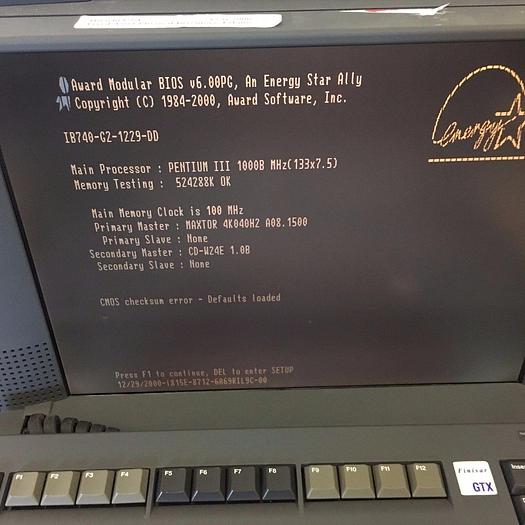 Award Modular BIOS v6.00PG, An Energy Star Ally
Copyright (C) 1984-2000, Award Software, Inc.
energy
IB740-G2-1229-DD
Main Processor : PENTIUM III 1000B MHz(133x7.5)
Memory Testing : 524288K OK
Main Memory Clock is 100 MHz
Primary Master : MAXTOR 4K040H2 A08.1500
Primary Slave : None
Secondary Master : CD-W24E 1.0B
Secondary Slave : None
CMOS checksum error - Defaults loaded
Press F1 to continue, DEL to enter SETUP
12/29/2000-i815E-8712-6A69RIL9C-00
F1 F2 F3 F4 F5 F6 F7 F8 F9 F10 F11 F12
Finisar
GTX